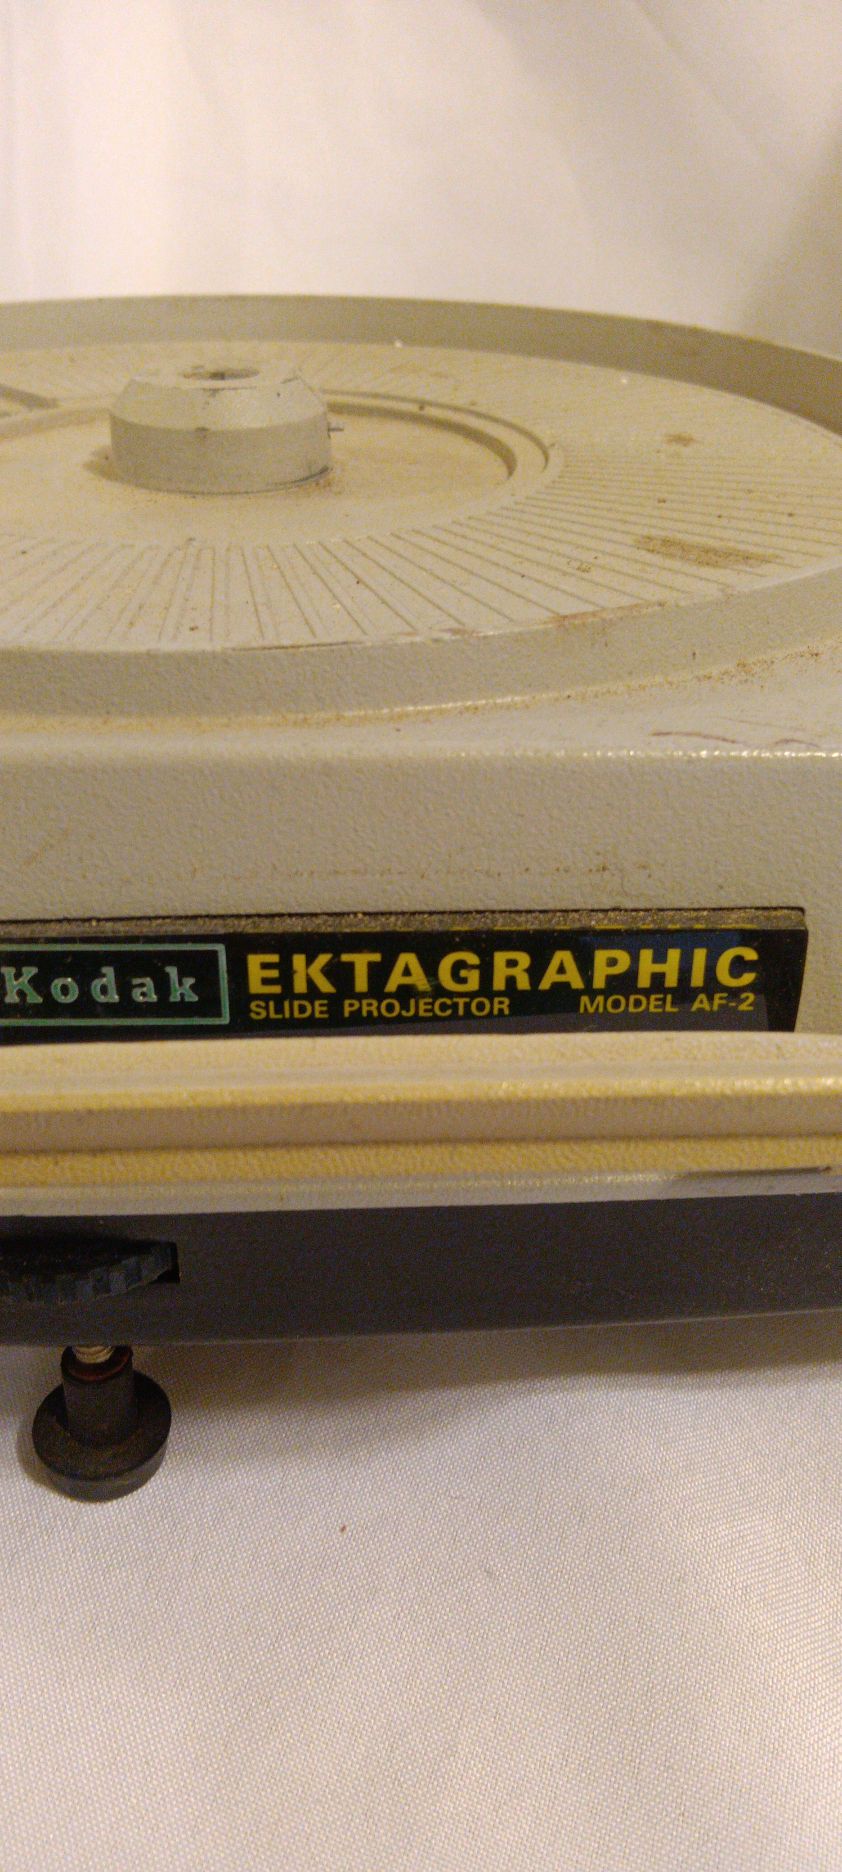 Kodak EKTAGRAPHIC
SLIDE PROJECTOR MODEL AF-2